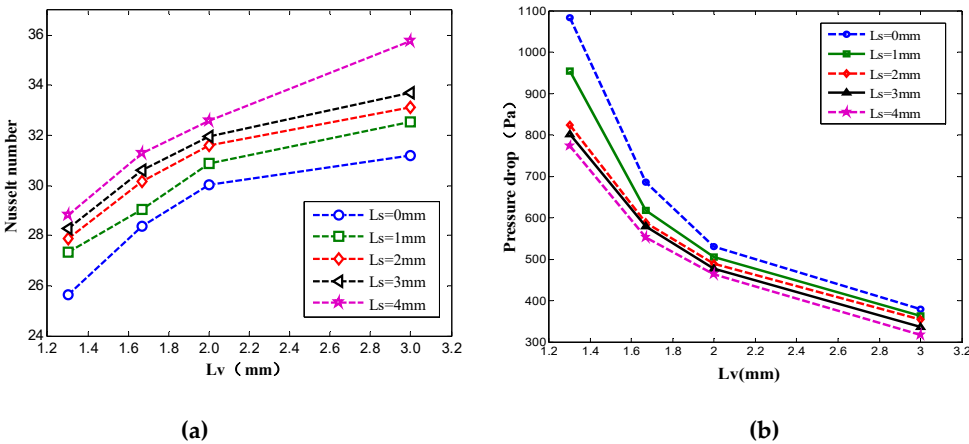 36
34
32
30
28
26
24
1.2 1.4 1.6 1.8 2.0 2.2 2.4 2.6 2.8 3.0 3.2
Nusselt number
Lv（mm）
Ls=0mm
Ls=1mm
Ls=2mm
Ls=3mm
Ls=4mm
(a)
1100
1000
900
800
700
600
500
400
300
1.2 1.4 1.6 1.8 2 2.2 2.4 2.6 2.8 3 3.2
Pressure drop（Pa）
Lv(mm)
Ls=0mm
Ls=1mm
Ls=2mm
Ls=3mm
Ls=4mm
(b)